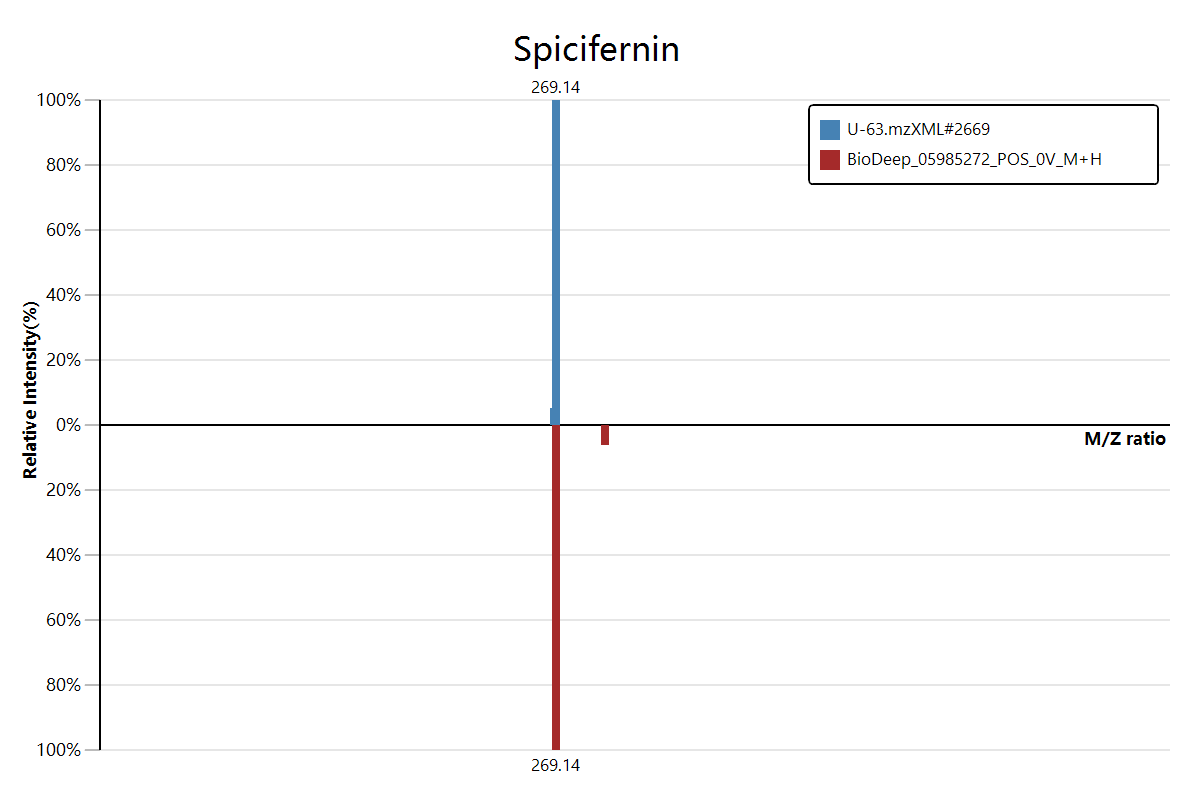 Spicifernin
269.14
U-63.mzXML#2669
BioDeep_05985272_POS_0V_M+H
100%
80%
60%
40%
20%
0%
20%
40%
60%
80%
100%
Relative Intensity(%)
M/Z ratio
269.14